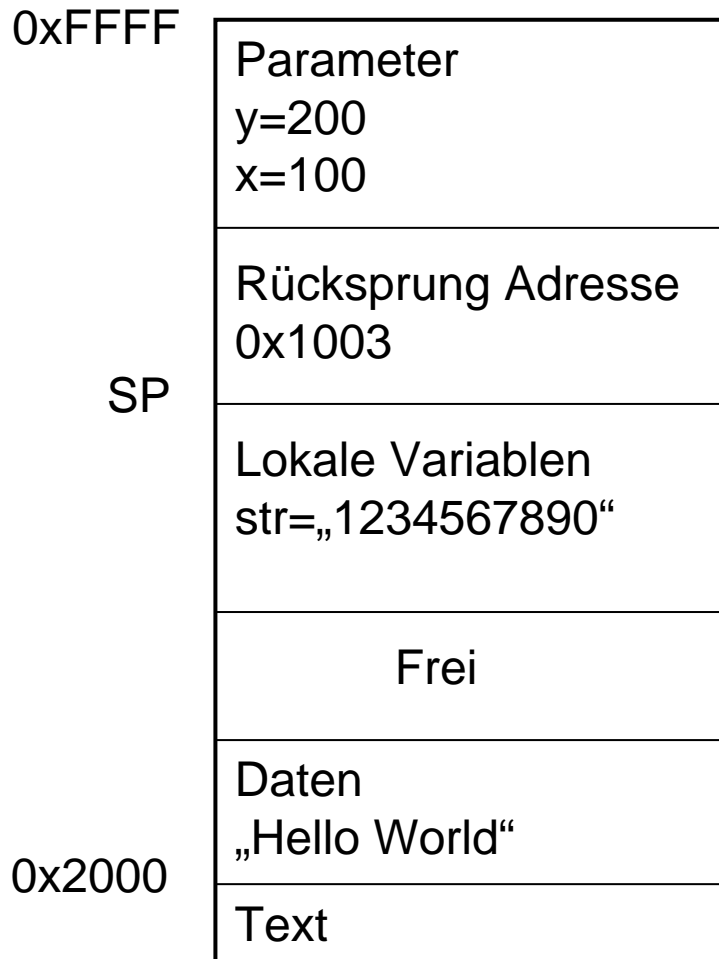 0xFFFF
Parameter
y=200
x=100
Rücksprung Adresse
0x1003
SP
Lokale Variablen
str=„1234567890“
Frei
Daten
„Hello World“
0x2000
Text